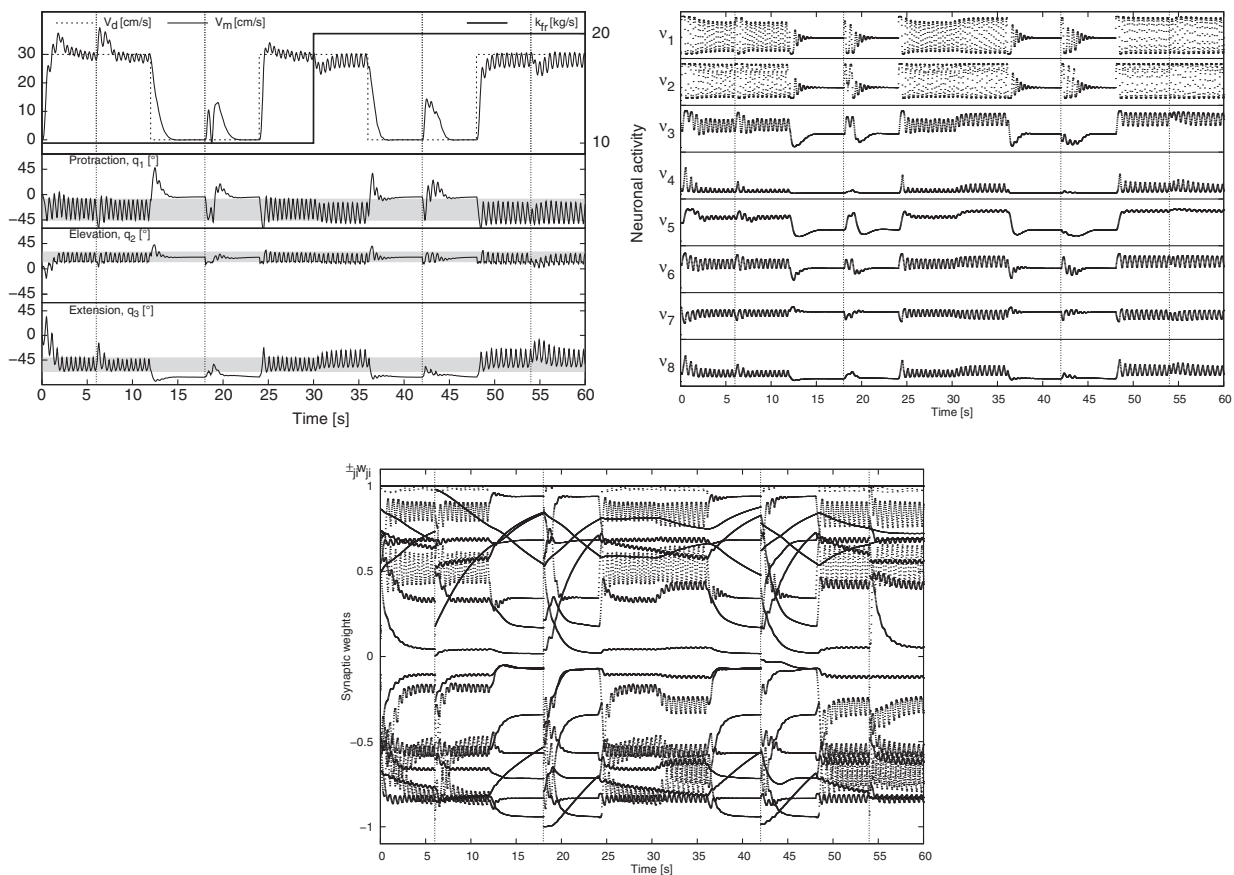 V_d [cm/s] V_m [cm/s] k_fr [kg/s]
30
20
10
0
20
10
Protraction, q_1 [°]
45
0
−45
Elevation, q_2 [°]
45
0
−45
Extension, q_3 [°]
45
0
−45
0 5 10 15 20 25 30 35 40 45 50 55 60
Time [s]
Neuronal activity
ν_1
ν_2
ν_3
ν_4
ν_5
ν_6
ν_7
ν_8
0 5 10 15 20 25 30 35 40 45 50 55 60
Time [s]
±_ji w_ji
Synaptic weights
1
0.5
0
−0.5
−1
0 5 10 15 20 25 30 35 40 45 50 55 60
Time [s]